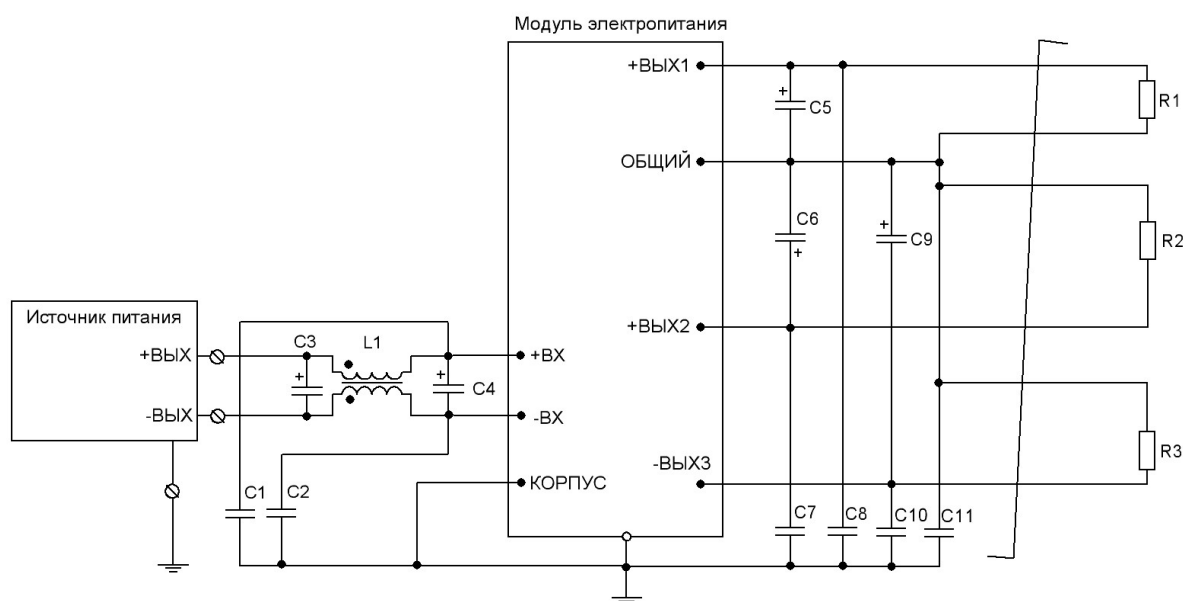 Модуль электропитания
+ВЫХ1
+
C5
R1
ОБЩИЙ
C6
+
+
C9
R2
Источник питания
+ВЫХ
C3
L1
+ВХ
+ВЫХ2
+
+
C4
-ВЫХ
-ВХ
-ВЫХ3
R3
КОРПУС
C1
C2
C7
C8
C10
C11